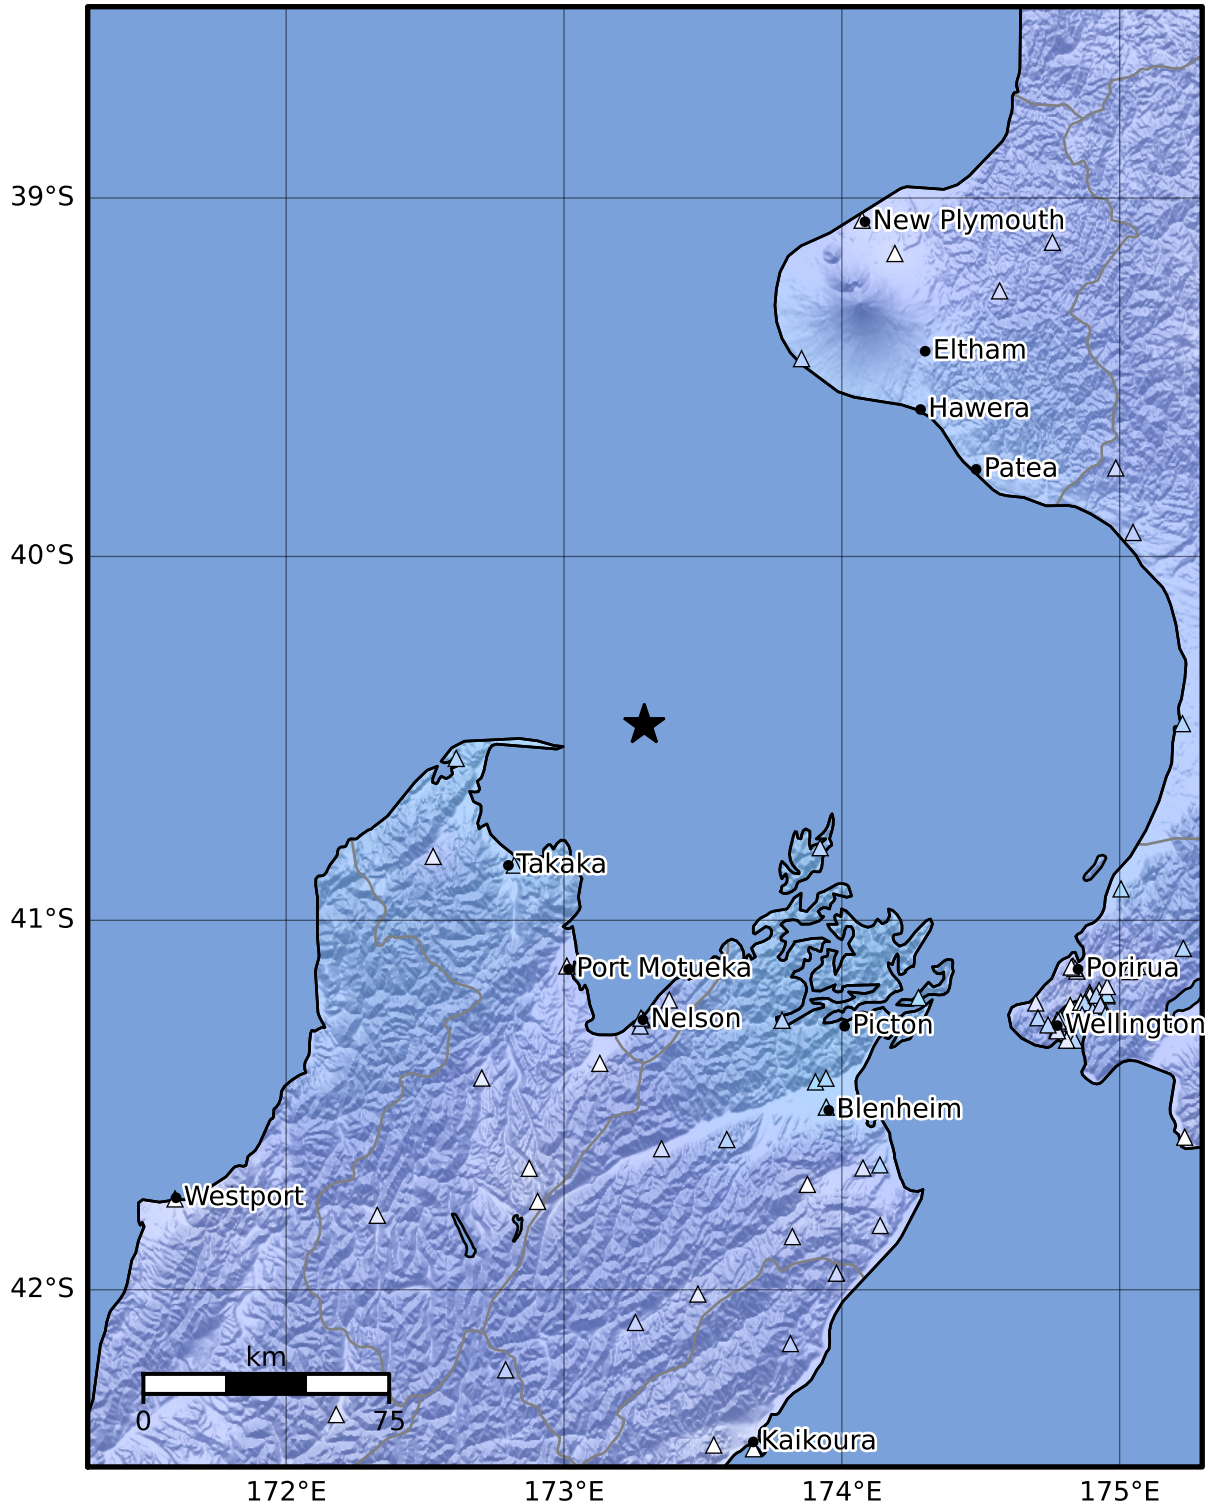 39°S
New Plymouth
Eltham
Hawera
Patea
40°S
Takaka
41°S
Port Motueka
Porirua
Nelson
Picton
Wellington
Blenheim
Westport
42°S
km
0
75
Kaikoura
172°E
173°E
174°E
175°E